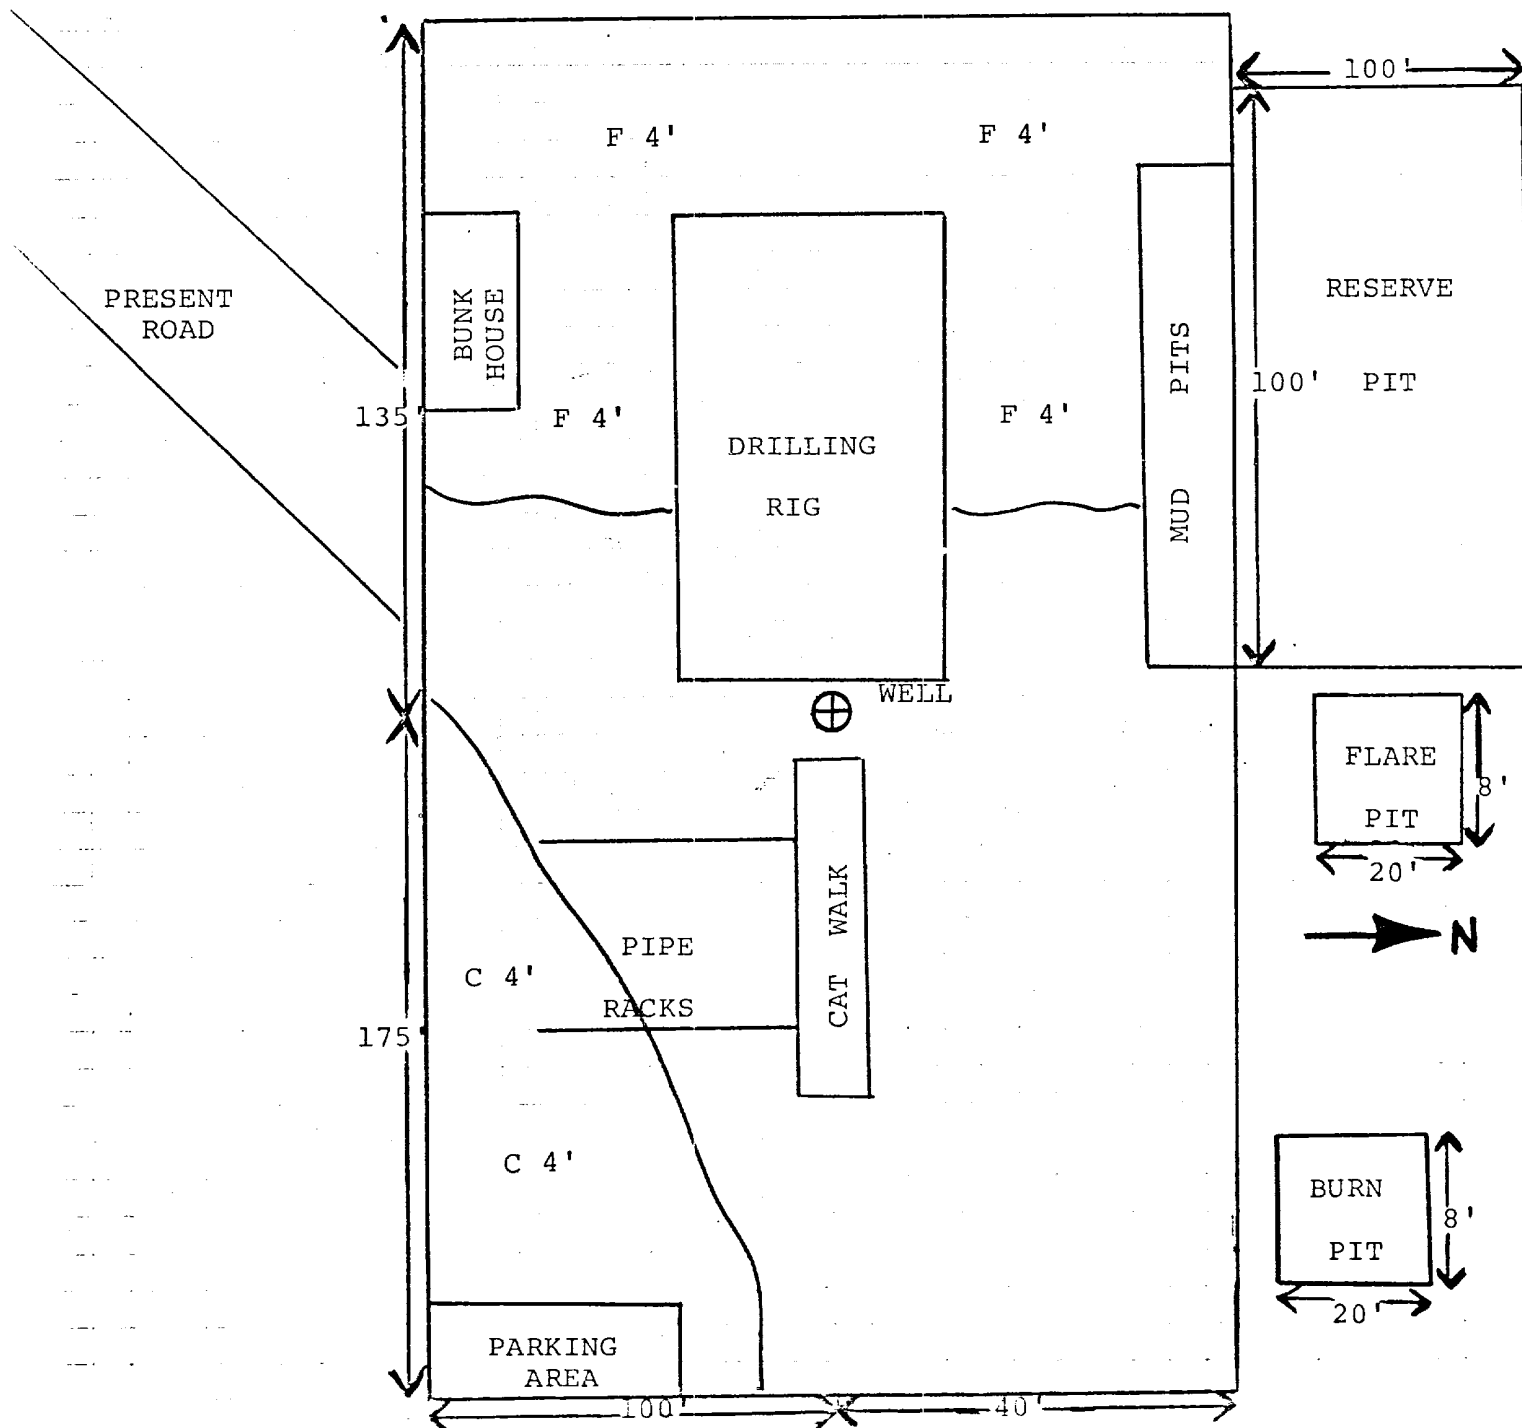 100'
F 4'
F 4'
PRESENT
ROAD
BUNK
HOUSE
MUD PITS
RESERVE
PIT
100'
135'
F 4'
F 4'
DRILLING
RIG
WELL
FLARE
PIT
8'
20'
N
PIPE
RACKS
CAT WALK
C 4'
175'
C 4'
BURN
PIT
8'
20'
PARKING
AREA
100'
40'